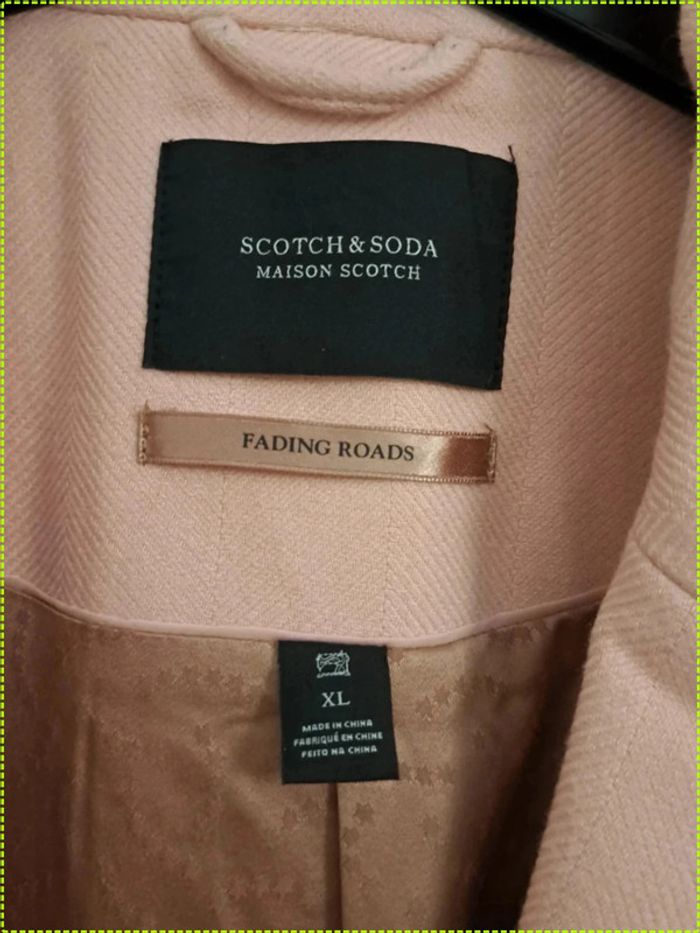 SCOTCH & SODA
MAISON SCOTCH
FADING ROADS
XL
MADE IN CHINA
FABRIQUÉ EN CHINE
FEITO NA CHINA